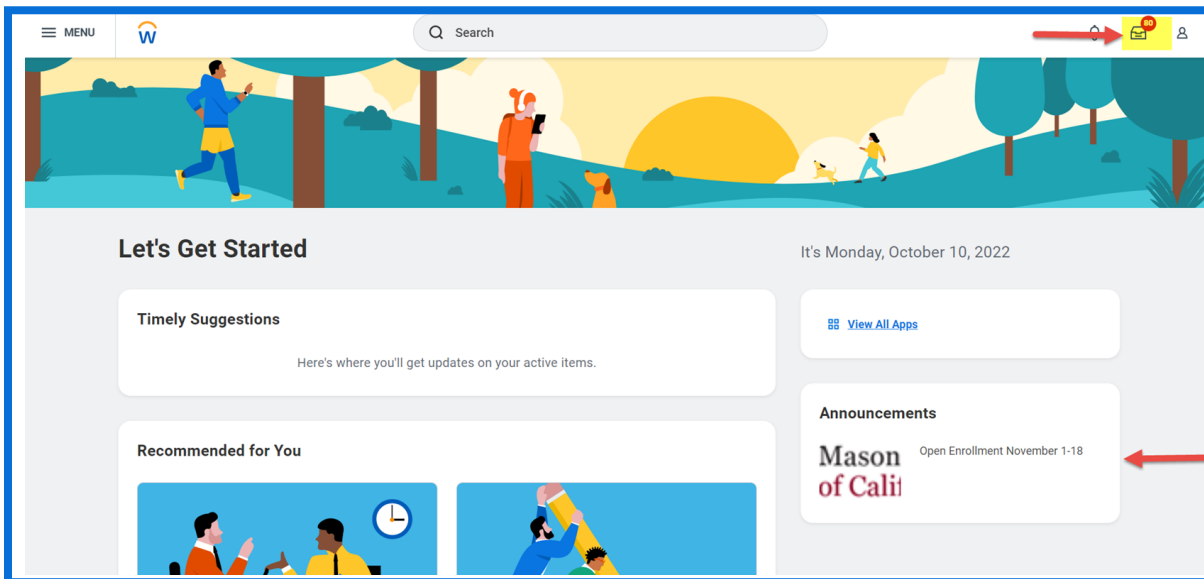 MENU
W
Search
80
Let's Get Started
It's Monday, October 10, 2022
Timely Suggestions
Here's where you'll get updates on your active items.
View All Apps
Recommended for You
Announcements
Mason
of Calif
Open Enrollment November 1-18